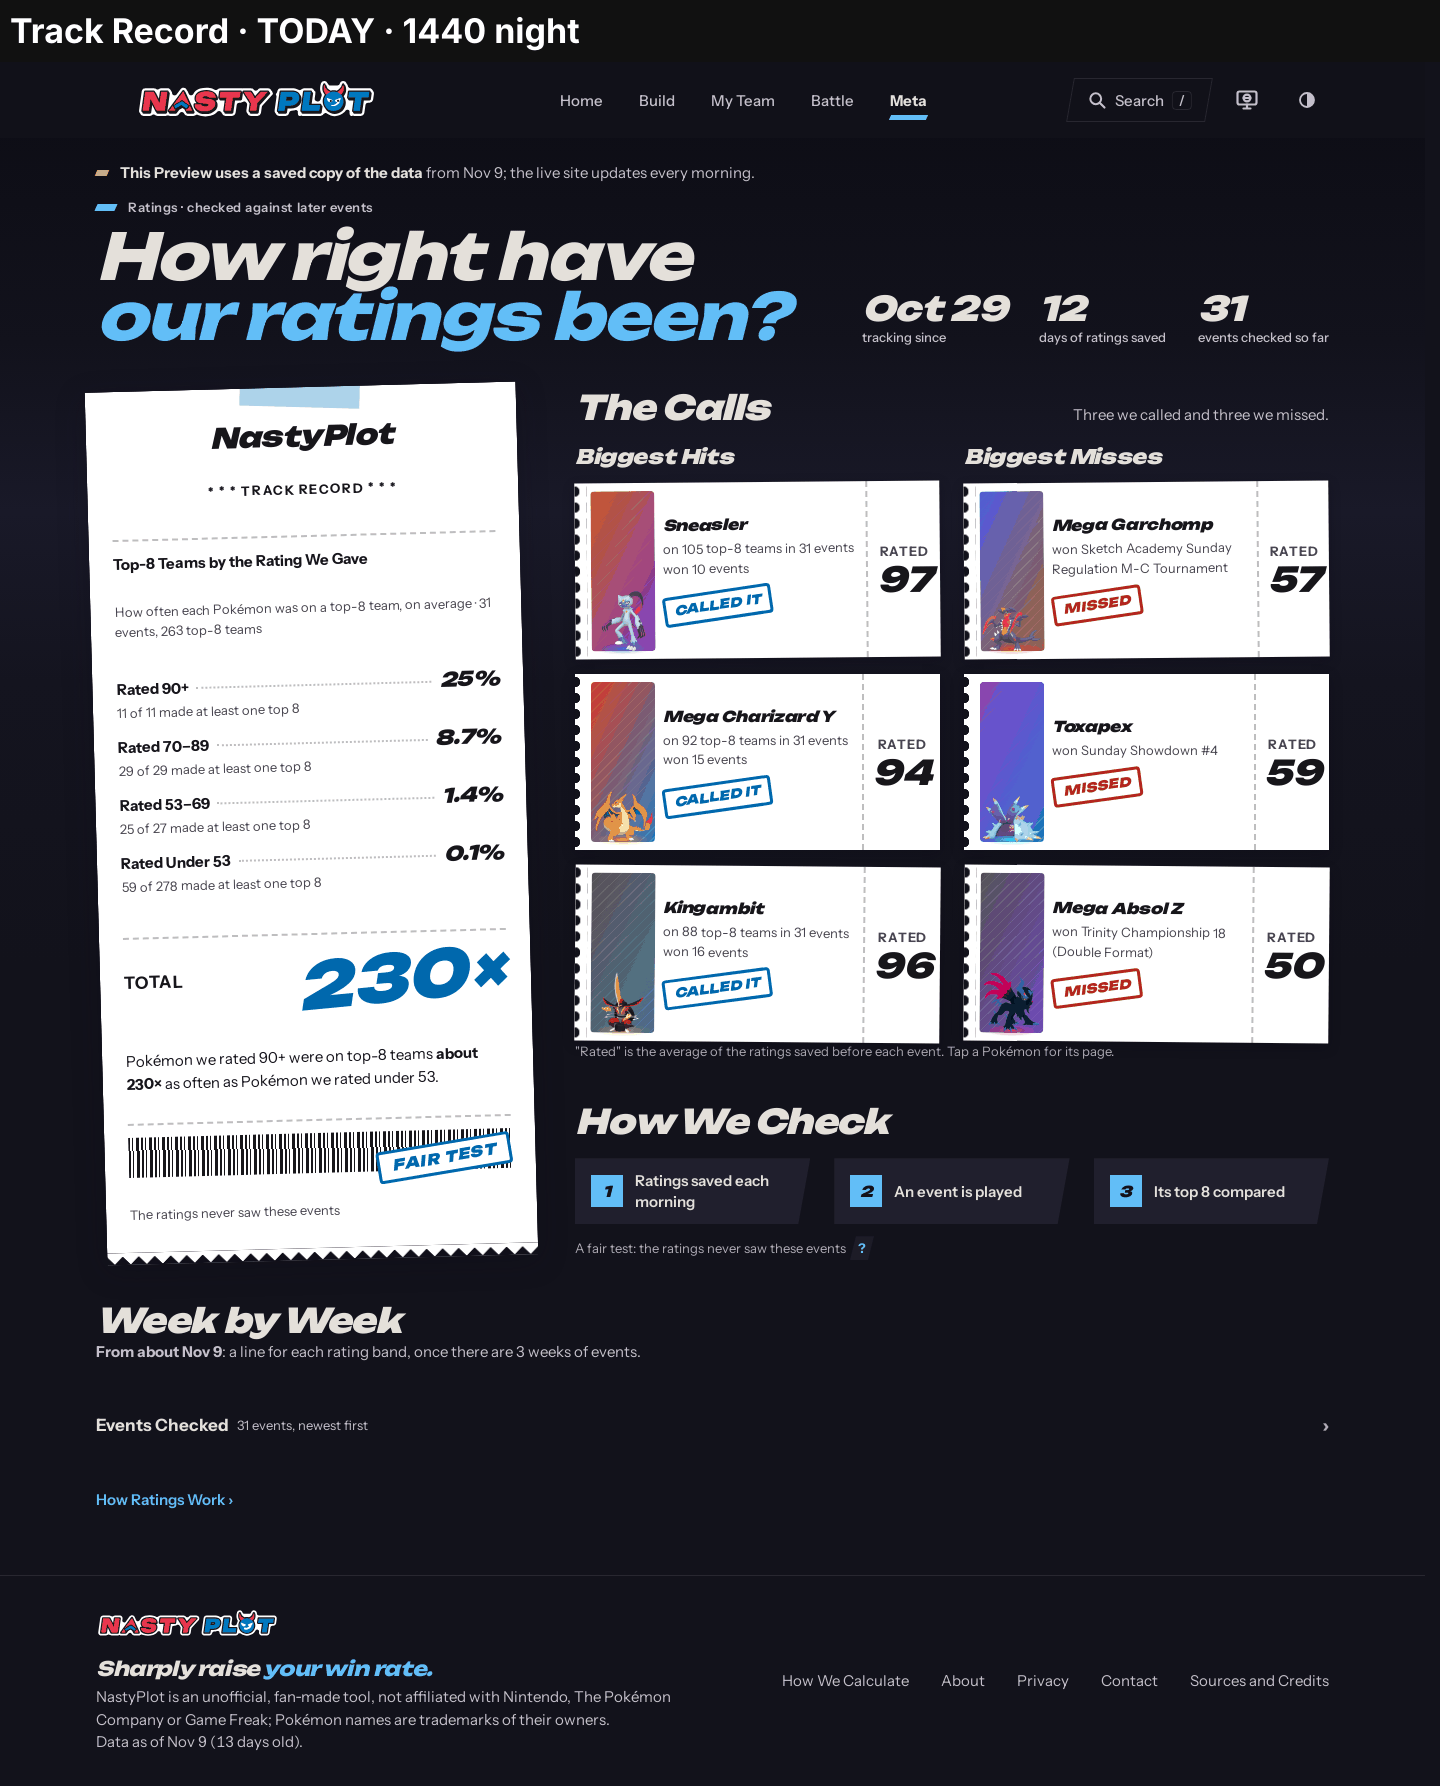 Track Record · TODAY · 1440 night
NASTY PLOT
Home
Build
My Team
Battle
Meta
Search /
This Preview uses a saved copy of the data from Nov 9; the live site updates every morning.
Ratings · checked against later events
How right have
our ratings been?
Oct 29
tracking since
12
days of ratings saved
31
events checked so far
NastyPlot
* * * TRACK RECORD * * *
Top-8 Teams by the Rating We Gave
How often each Pokémon was on a top-8 team, on average · 31
events, 263 top-8 teams
Rated 90+ 25%
11 of 11 made at least one top 8
Rated 70–89 8.7%
29 of 29 made at least one top 8
Rated 53–69 1.4%
25 of 27 made at least one top 8
Rated Under 53 0.1%
59 of 278 made at least one top 8
TOTAL 230×
Pokémon we rated 90+ were on top-8 teams about
230× as often as Pokémon we rated under 53.
FAIR TEST
The ratings never saw these events
The Calls
Three we called and three we missed.
Biggest Hits
Sneasler
on 105 top-8 teams in 31 events
won 10 events
CALLED IT
RATED
97
Mega Charizard Y
on 92 top-8 teams in 31 events
won 15 events
CALLED IT
RATED
94
Kingambit
on 88 top-8 teams in 31 events
won 16 events
CALLED IT
RATED
96
Biggest Misses
Mega Garchomp
won Sketch Academy Sunday
Regulation M-C Tournament
MISSED
RATED
57
Toxapex
won Sunday Showdown #4
MISSED
RATED
59
Mega Absol Z
won Trinity Championship 18
(Double Format)
MISSED
RATED
50
"Rated" is the average of the ratings saved before each event. Tap a Pokémon for its page.
How We Check
1 Ratings saved each
morning
2 An event is played
3 Its top 8 compared
A fair test: the ratings never saw these events ?
Week by Week
From about Nov 9: a line for each rating band, once there are 3 weeks of events.
Events Checked 31 events, newest first ›
How Ratings Work ›
NASTY PLOT
Sharply raise your win rate.
NastyPlot is an unofficial, fan-made tool, not affiliated with Nintendo, The Pokémon
Company or Game Freak; Pokémon names are trademarks of their owners.
Data as of Nov 9 (13 days old).
How We Calculate
About
Privacy
Contact
Sources and Credits